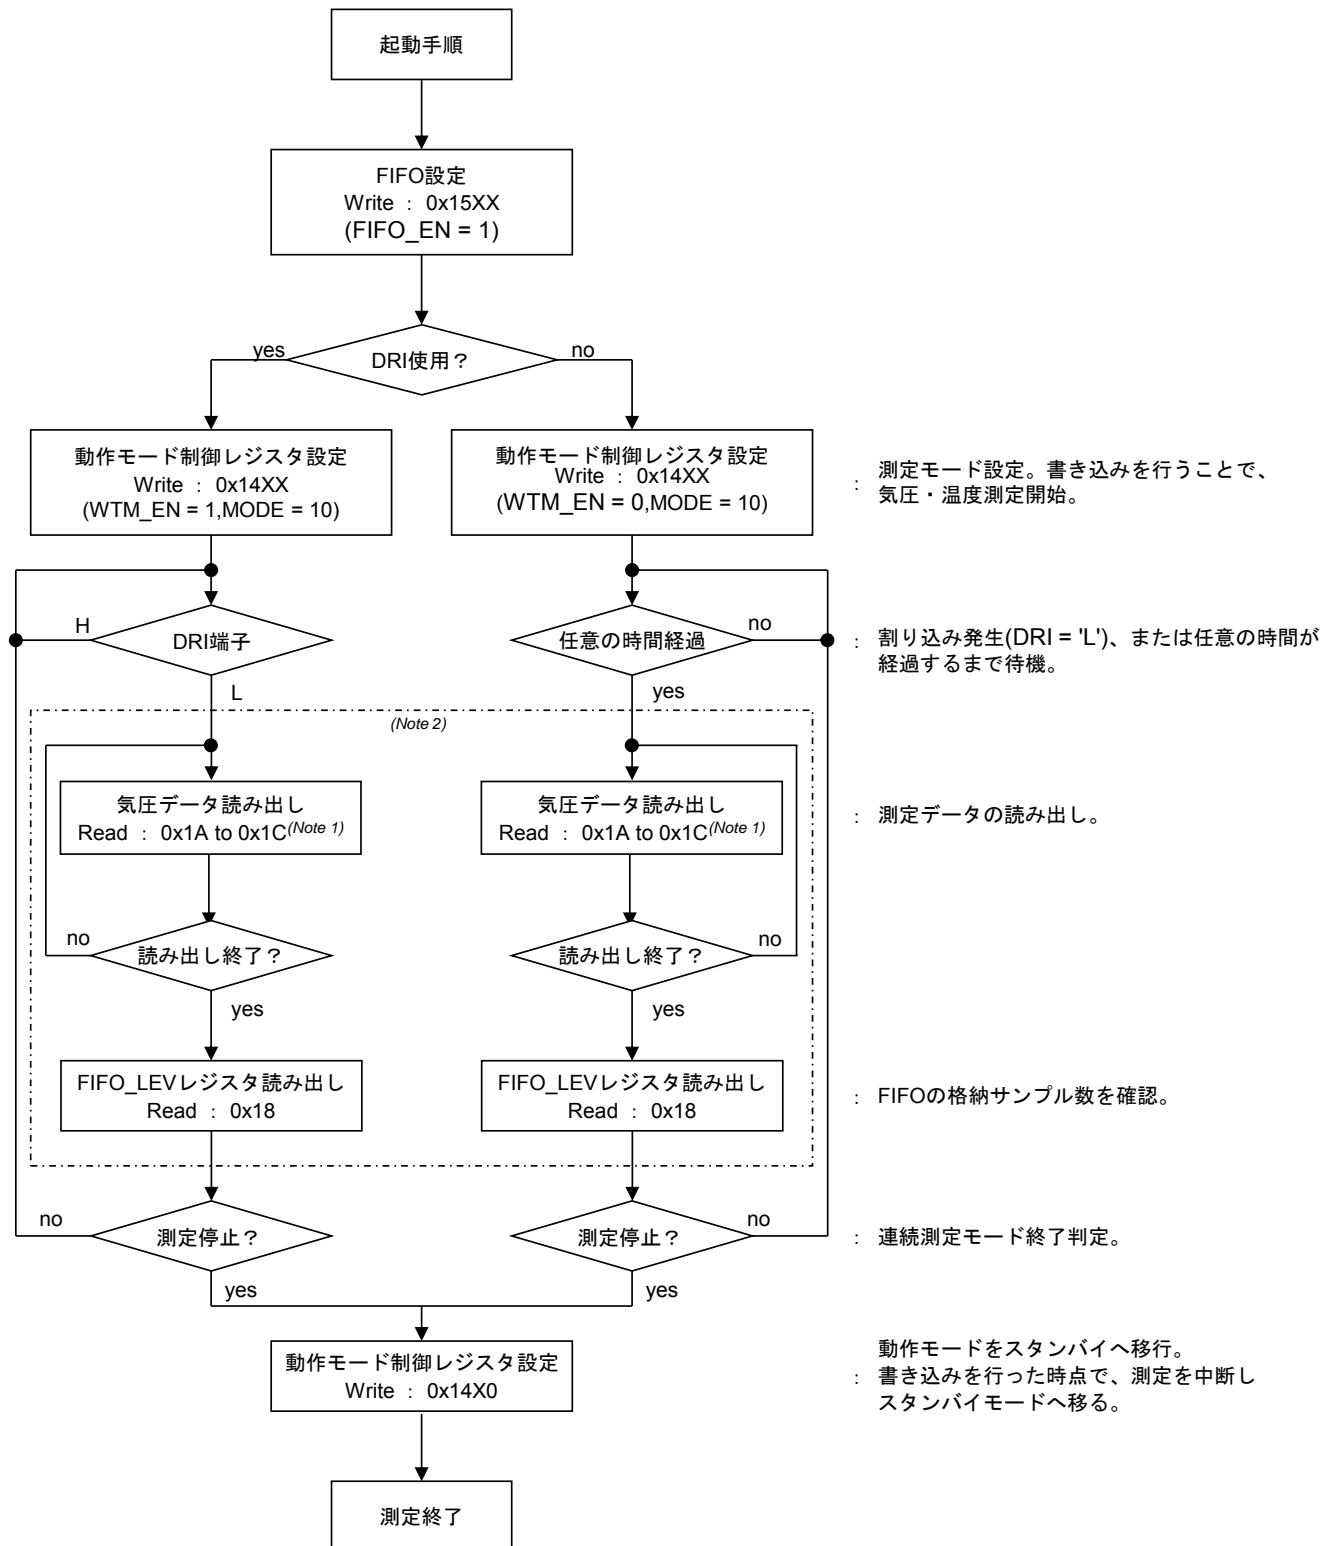 起動手順
FIFO設定
Write : 0x15XX
(FIFO_EN = 1)
yes
DRI使用？
no
動作モード制御レジスタ設定
Write : 0x14XX
(WTM_EN = 1,MODE = 10)
動作モード制御レジスタ設定
Write : 0x14XX
(WTM_EN = 0,MODE = 10)
: 測定モード設定。書き込みを行うことで、
気圧・温度測定開始。
H
DRI端子
L
任意の時間経過
no
yes
: 割り込み発生(DRI = 'L')、または任意の時間が
経過するまで待機。
(Note 2)
気圧データ読み出し
Read : 0x1A to 0x1C(Note 1)
気圧データ読み出し
Read : 0x1A to 0x1C(Note 1)
: 測定データの読み出し。
no
読み出し終了？
yes
読み出し終了？
no
yes
FIFO_LEVレジスタ読み出し
Read : 0x18
FIFO_LEVレジスタ読み出し
Read : 0x18
: FIFOの格納サンプル数を確認。
no
測定停止？
yes
測定停止？
no
yes
: 連続測定モード終了判定。
動作モード制御レジスタ設定
Write : 0x14X0
動作モードをスタンバイへ移行。
: 書き込みを行った時点で、測定を中断し
スタンバイモードへ移る。
測定終了